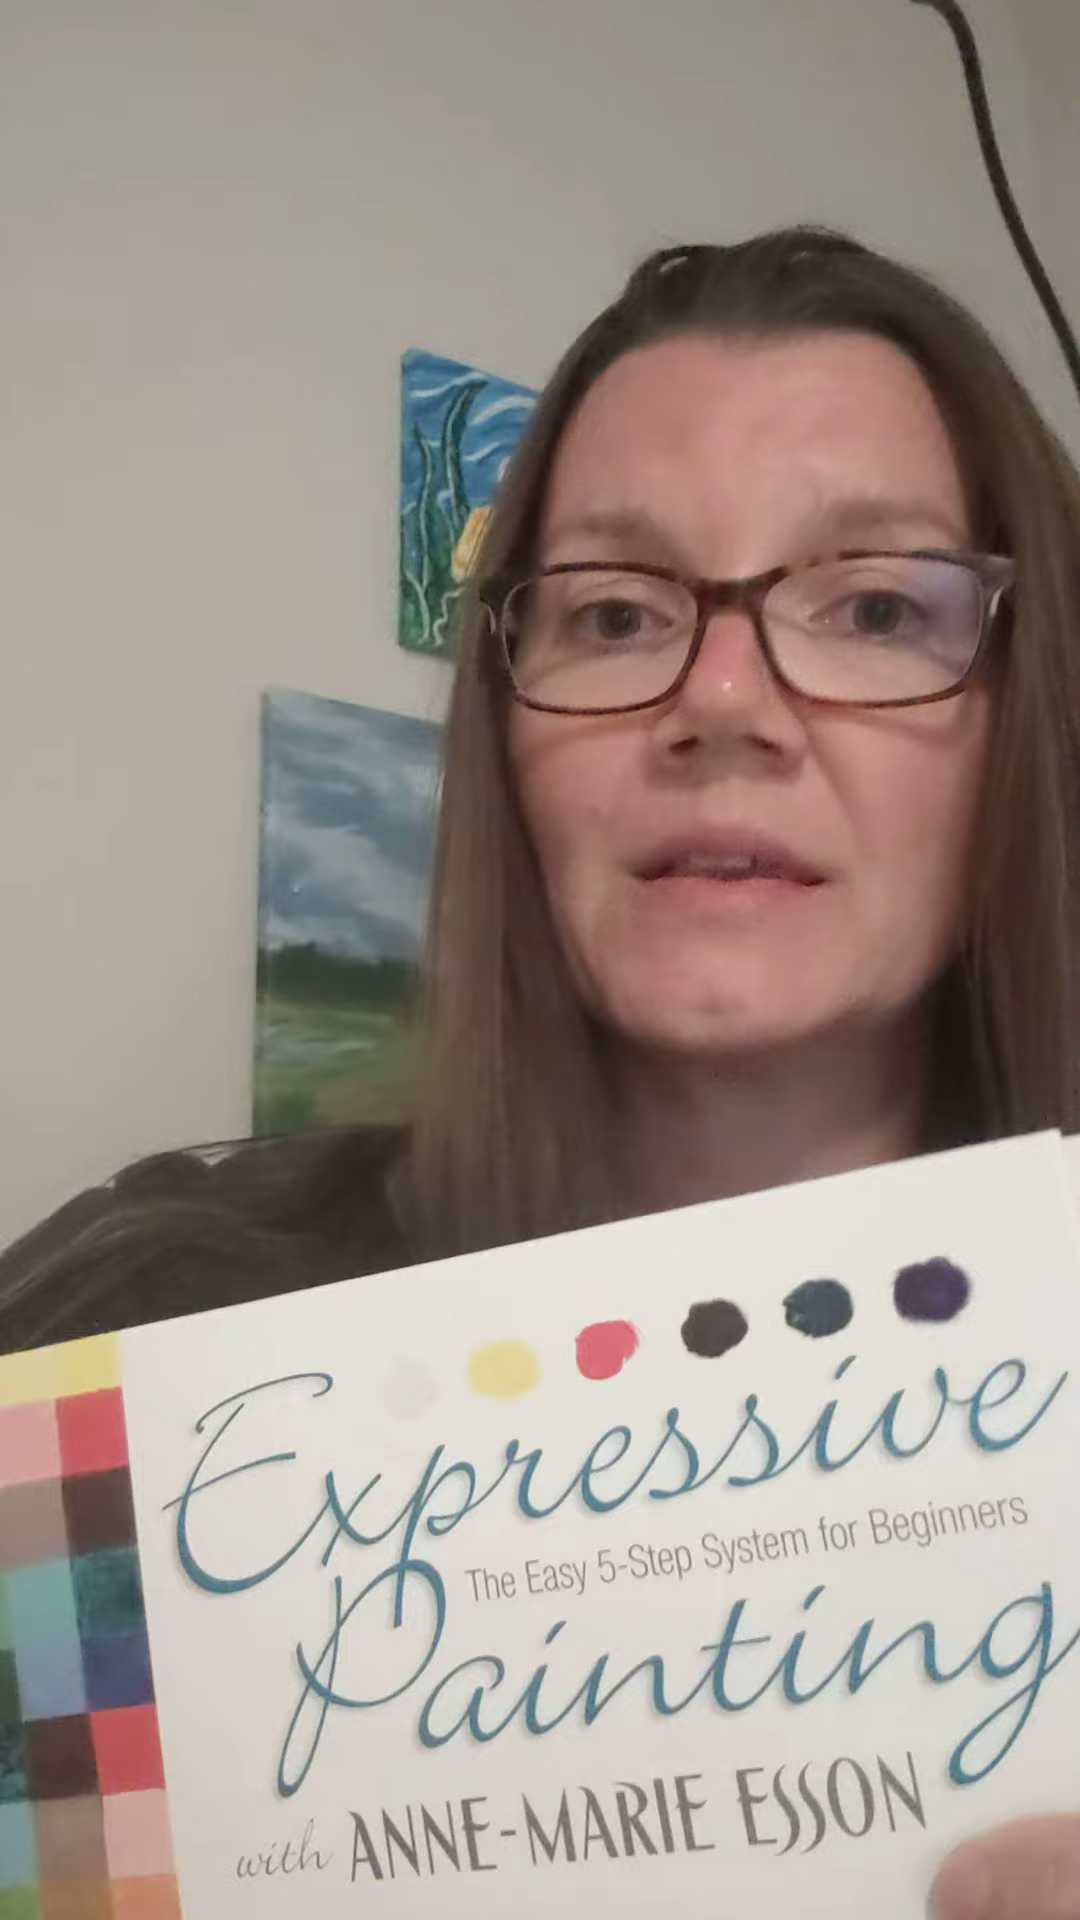 Expressive
The Easy 5-Step System for Beginners
Painting
with ANNE-MARIE ESSON